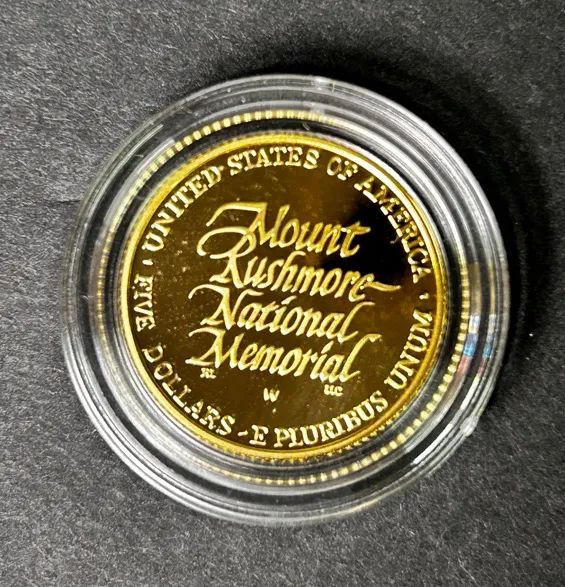 UNITED STATES OF AMERICA ·
Mount
Rushmore
National
Memorial
W
· FIVE DOLLARS · E PLURIBUS UNUM